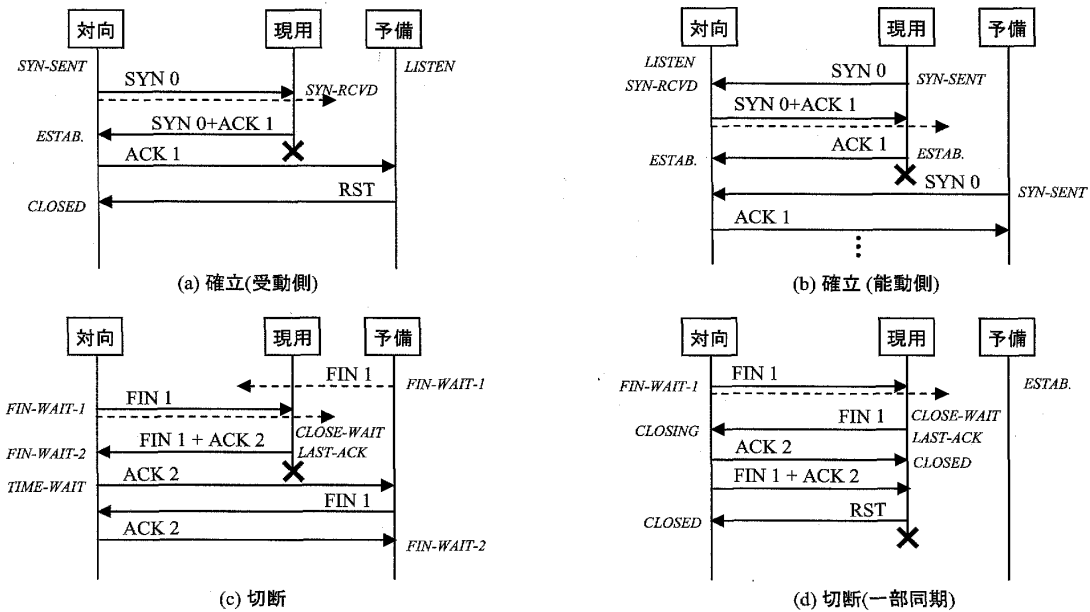 対向 現用 予備
SYN-SENT LISTEN
SYN 0
SYN-RCVD
SYN 0+ACK 1
ESTAB.
ACK 1
RST
CLOSED
(a) 確立(受動側)
対向 現用 予備
LISTEN
SYN 0
SYN-RCVD SYN-SENT
SYN 0+ACK 1
ACK 1
ESTAB. ESTAB.
SYN 0
SYN-SENT
ACK 1
(b) 確立 (能動側)
対向 現用 予備
FIN 1
FIN-WAIT-1
FIN 1
FIN-WAIT-1
CLOSE-WAIT
FIN 1 + ACK 2
FIN-WAIT-2 LAST-ACK
ACK 2
TIME-WAIT
FIN 1
ACK 2
FIN-WAIT-2
(c) 切断
対向 現用 予備
FIN 1
FIN-WAIT-1 ESTAB.
FIN 1
CLOSE-WAIT
CLOSING LAST-ACK
ACK 2
CLOSED
FIN 1 + ACK 2
RST
CLOSED
(d) 切断(一部同期)